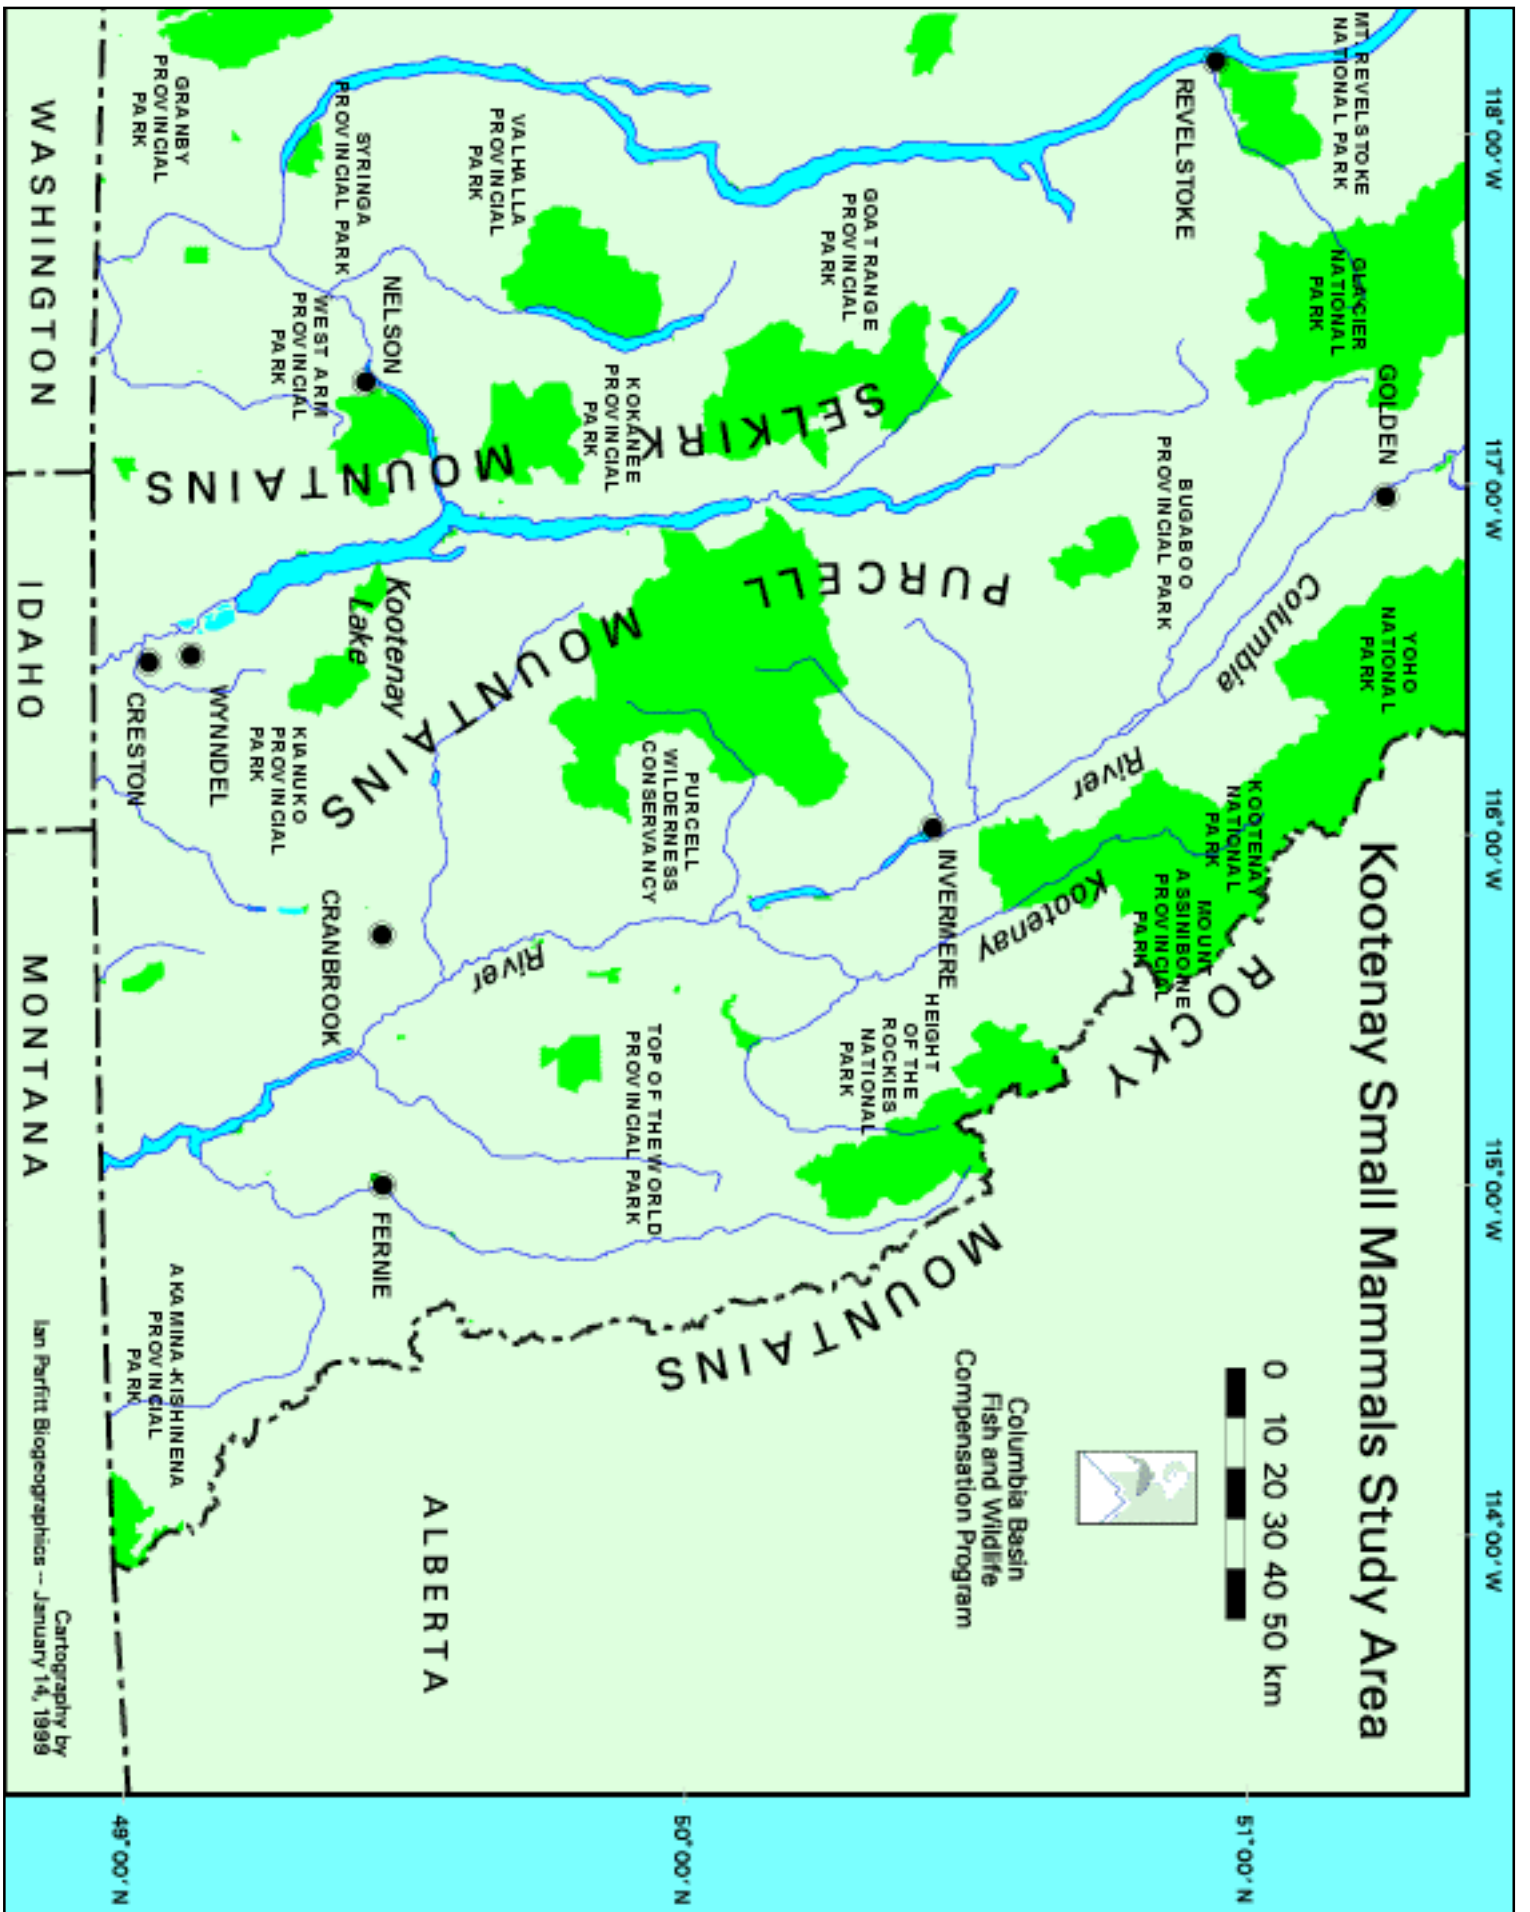 Kootenay Small Mammals Study Area
118°00'W
117°00'W
116°00'W
115°00'W
114°00'W
51°00'N
50°00'N
49°00'N
0 10 20 30 40 50 km
Columbia Basin
Fish and Wildlife
Compensation Program
MT. REVELSTOKE
NATIONAL PARK
REVELSTOKE
GLACIER
NATIONAL
PARK
GOLDEN
YOHO
NATIONAL
PARK
Columbia
River
BUGABOO
PROVINCIAL PARK
KOOTENAY
NATIONAL
PARK
MOUNT
ASSINIBOINE
PROVINCIAL
PARK
ROCKY
MOUNTAINS
Kootenay
River
INVERMERE
HEIGHT
OF THE
ROCKIES
NATIONAL
PARK
GOAT RANGE
PROVINCIAL
PARK
SELKIRK
MOUNTAINS
PURCELL
MOUNTAINS
PURCELL
WILDERNESS
CONSERVANCY
TOP OF THE WORLD
PROVINCIAL PARK
VALHALLA
PROVINCIAL
PARK
KOKANEE
PROVINCIAL
PARK
SYRINGA
PROVINCIAL PARK
NELSON
WEST ARM
PROVINCIAL
PARK
Kootenay
Lake
CRANBROOK
FERNIE
ALBERTA
GRANBY
PROVINCIAL
PARK
WYNNDEL
CRESTON
KIANUKO
PROVINCIAL
PARK
AKAMINA-KISHINENA
PROVINCIAL
PARK
WASHINGTON
IDAHO
MONTANA
Cartography by
Ian Parfitt Biogeographics -- January 14, 1999